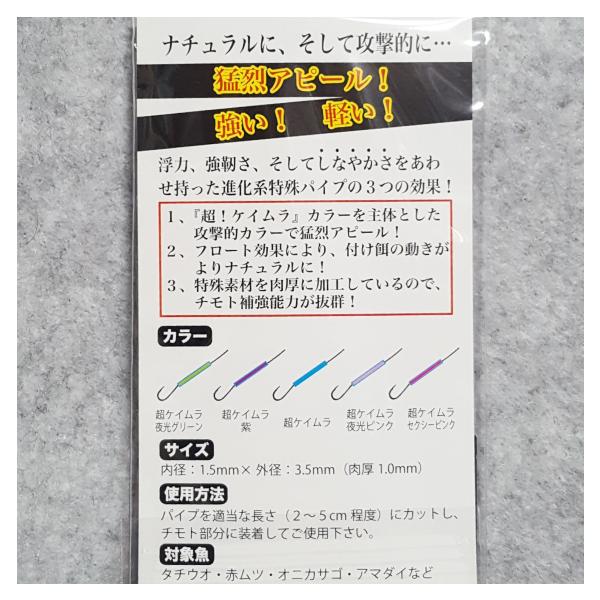 ナチュラルに、そして攻撃的に…
猛烈アピール！
強い！ 軽い！
浮力、強靭さ、そしてしなやかさをあわ
せ持った進化系特殊パイプの３つの効果！
１、『超！ケイムラ』カラーを主体とした
攻撃的カラーで猛烈アピール！
２、フロート効果により、付け餌の動きが
よりナチュラルに！
３、特殊素材を肉厚に加工しているので、
チモト補強能力が抜群！
カラー
超ケイムラ 夜光グリーン
超ケイムラ 紫
超ケイムラ
超ケイムラ 夜光ピンク
超ケイムラ セクシーピンク
サイズ
内径：1.5mm×外径：3.5mm（肉厚1.0mm）
使用方法
パイプを適当な長さ（２～５cm程度）にカットし、
チモト部分に装着してご使用下さい。
対象魚
タチウオ・赤ムツ・オニカサゴ・アマダイなど